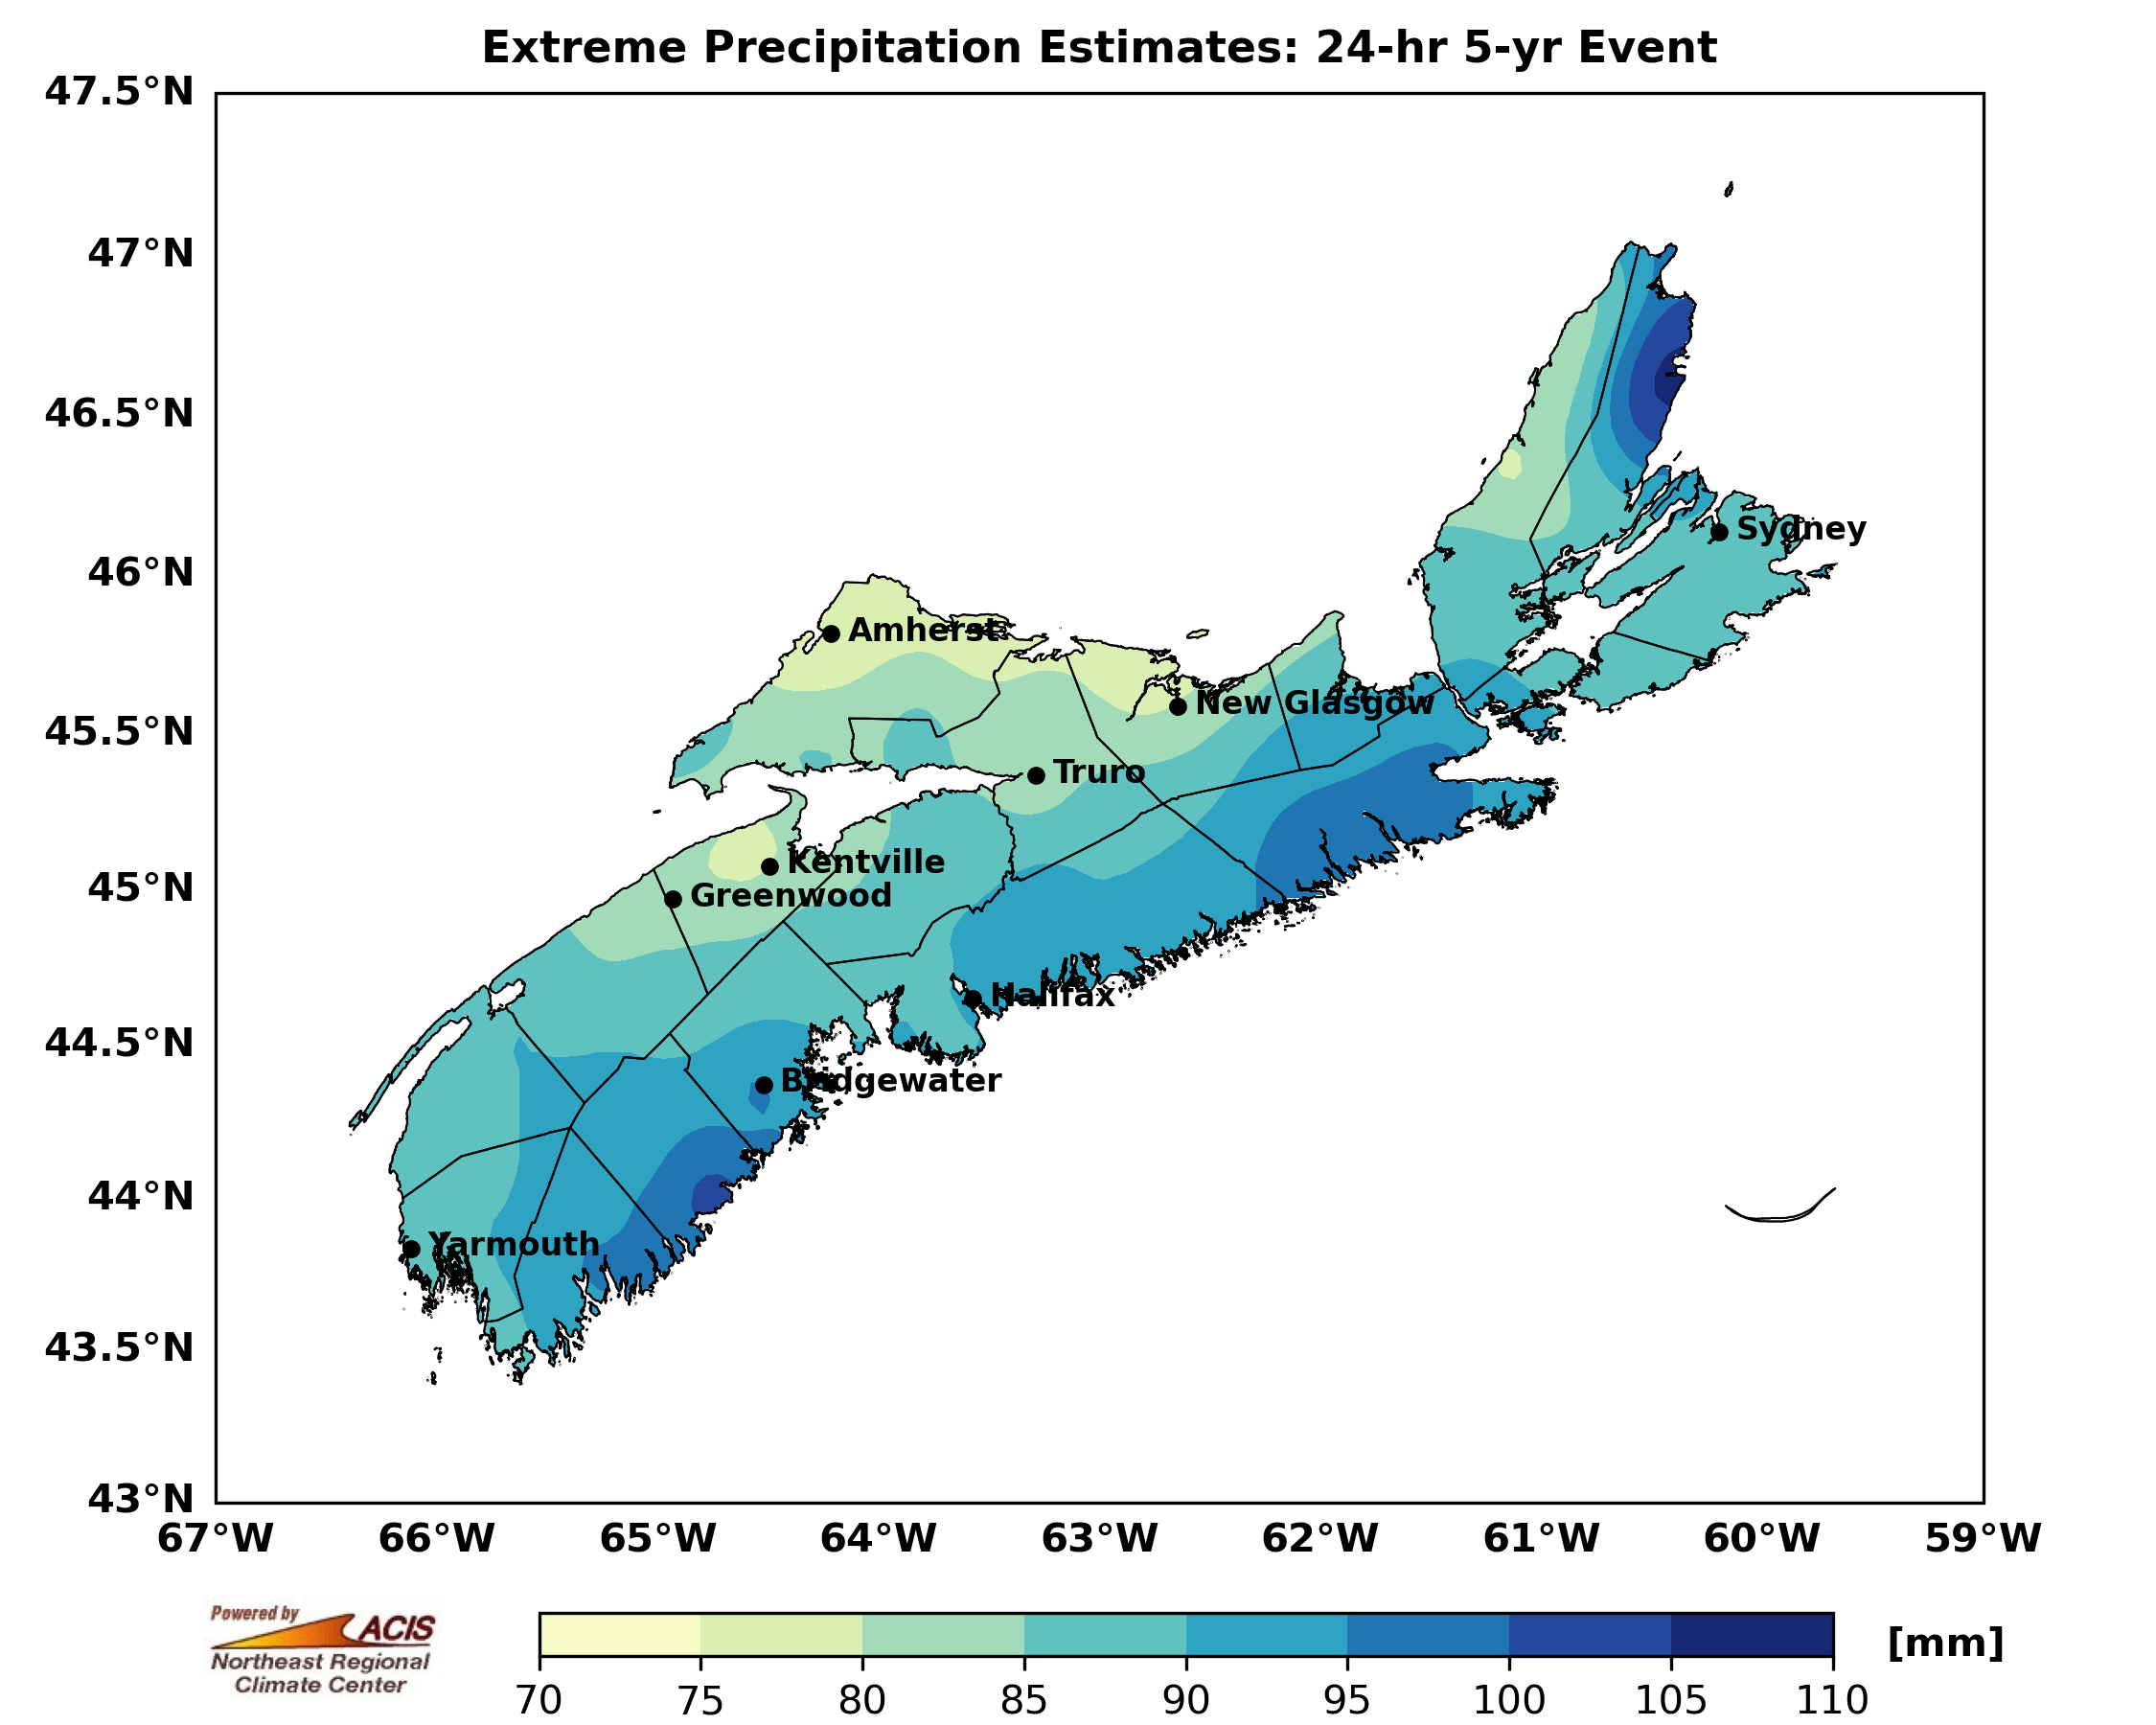 Extreme Precipitation Estimates: 24-hr 5-yr Event
47.5°N
47°N
46.5°N
46°N
45.5°N
45°N
44.5°N
44°N
43.5°N
43°N
Sydney
Amherst
New Glasgow
Truro
Kentville
Greenwood
Halifax
Bridgewater
Yarmouth
67°W 66°W 65°W 64°W 63°W 62°W 61°W 60°W 59°W
Powered by
ACIS
Northeast Regional
Climate Center
[mm]
70 75 80 85 90 95 100 105 110